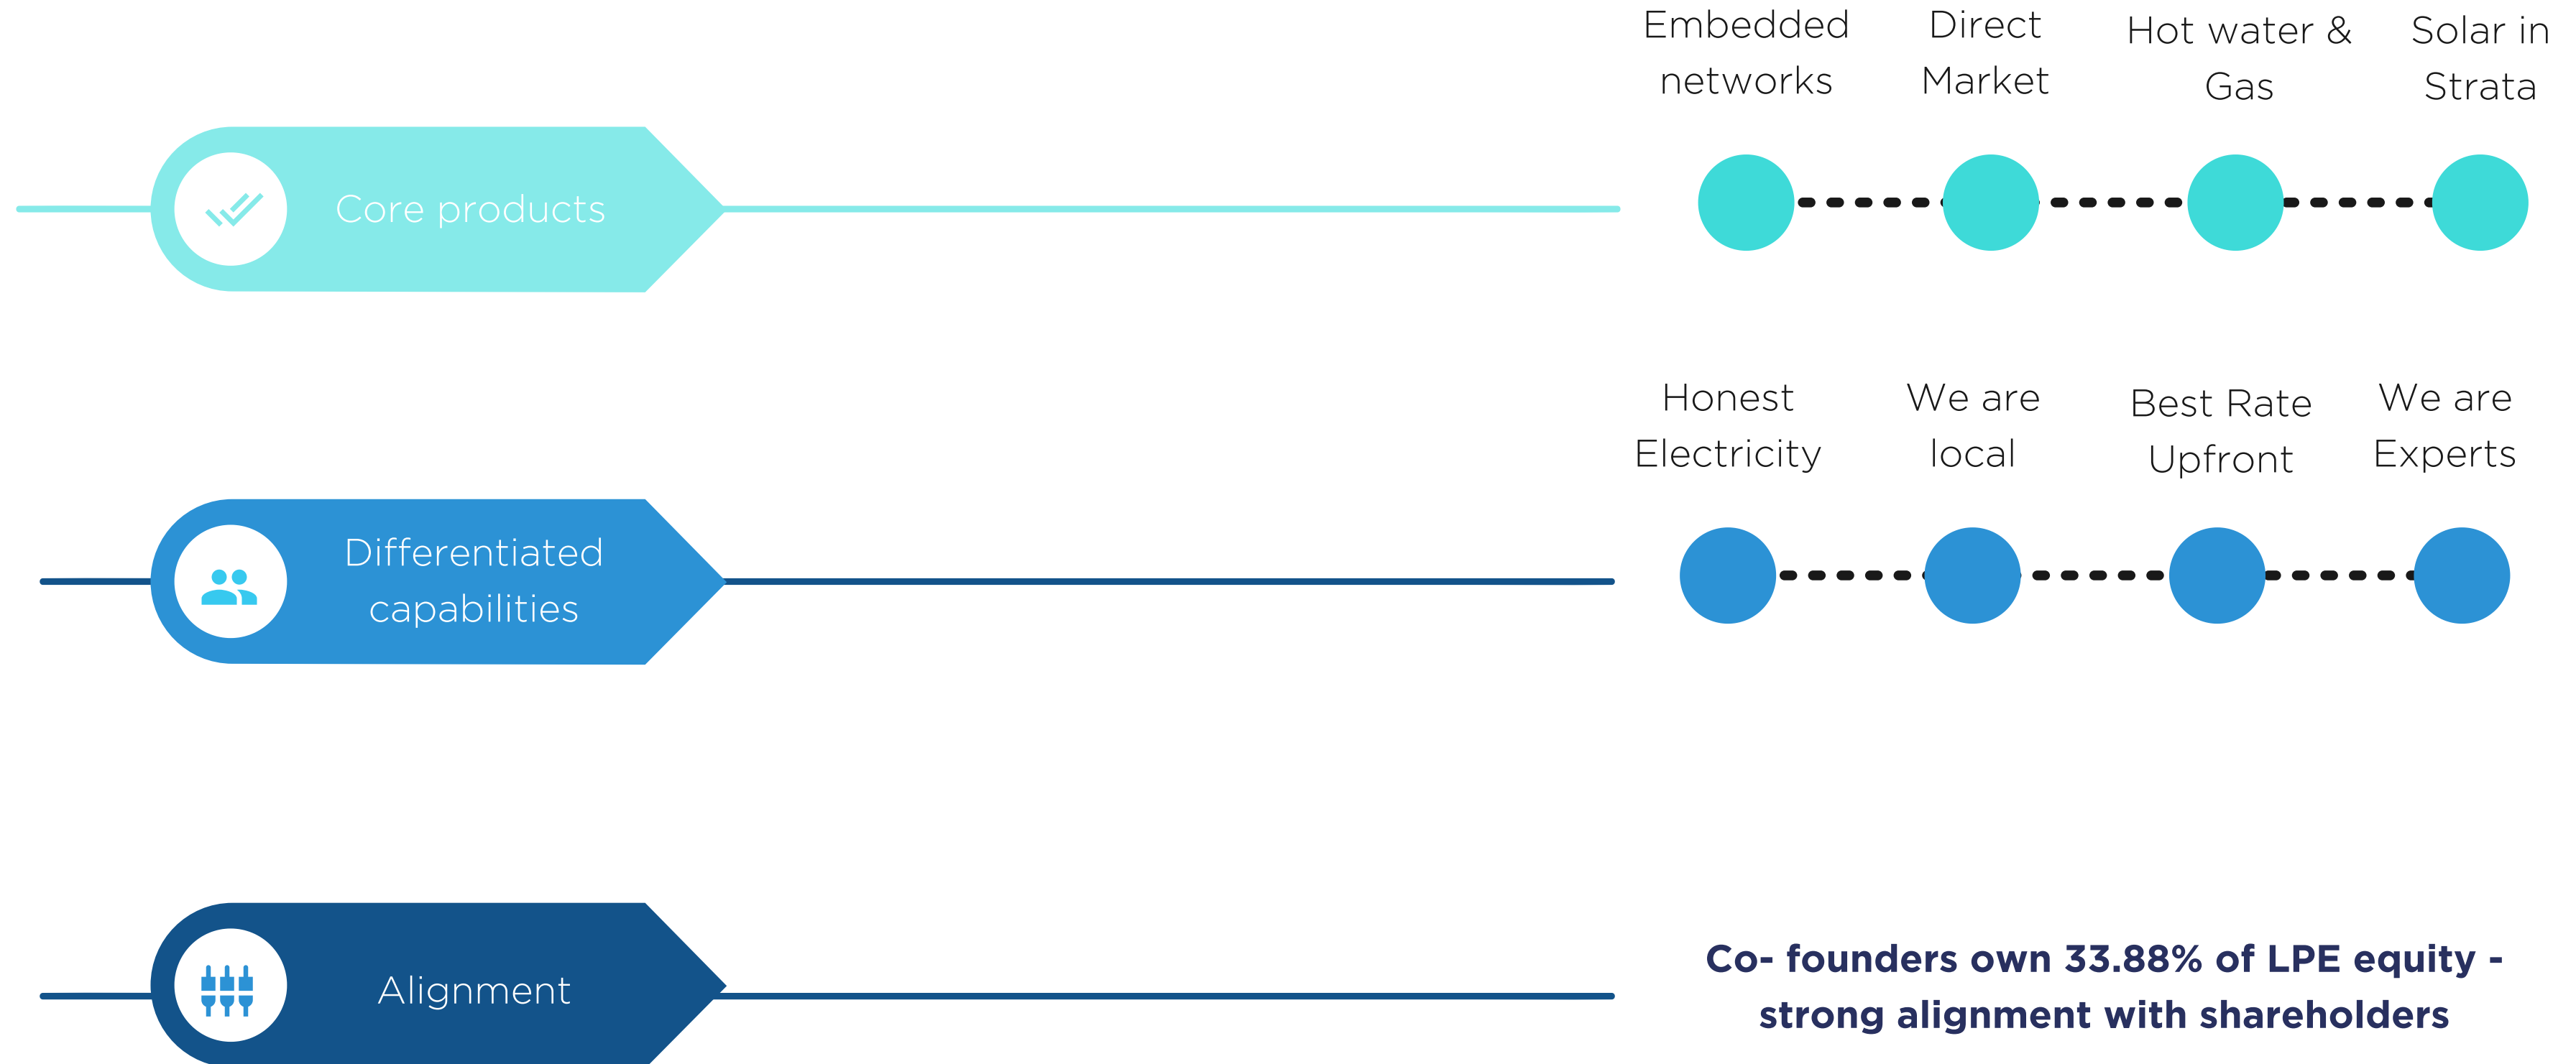 Core products
Embedded
networks
Direct
Market
Hot water &
Gas
Solar in
Strata
Differentiated
capabilities
Honest
Electricity
We are
local
Best Rate
Upfront
We are
Experts
Alignment
Co- founders own 33.88% of LPE equity -
strong alignment with shareholders